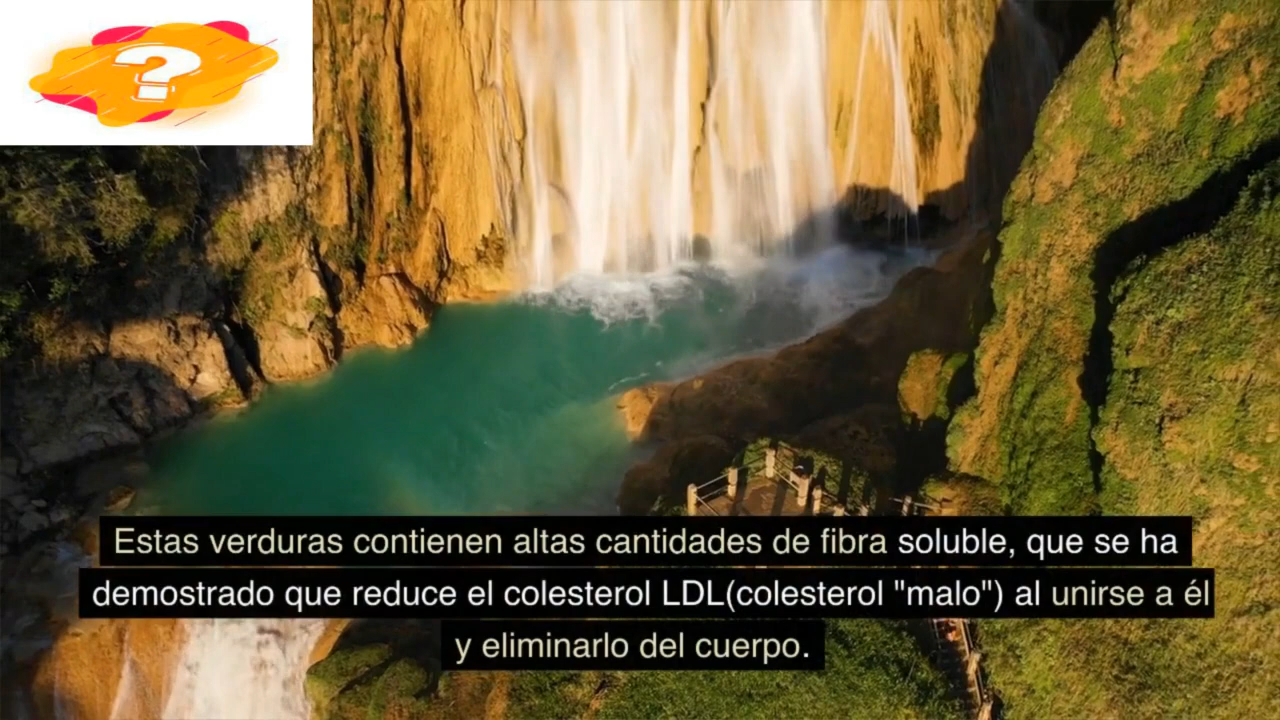 ?
Estas verduras contienen altas cantidades de fibra soluble, que se ha
demostrado que reduce el colesterol LDL(colesterol "malo") al unirse a él
y eliminarlo del cuerpo.